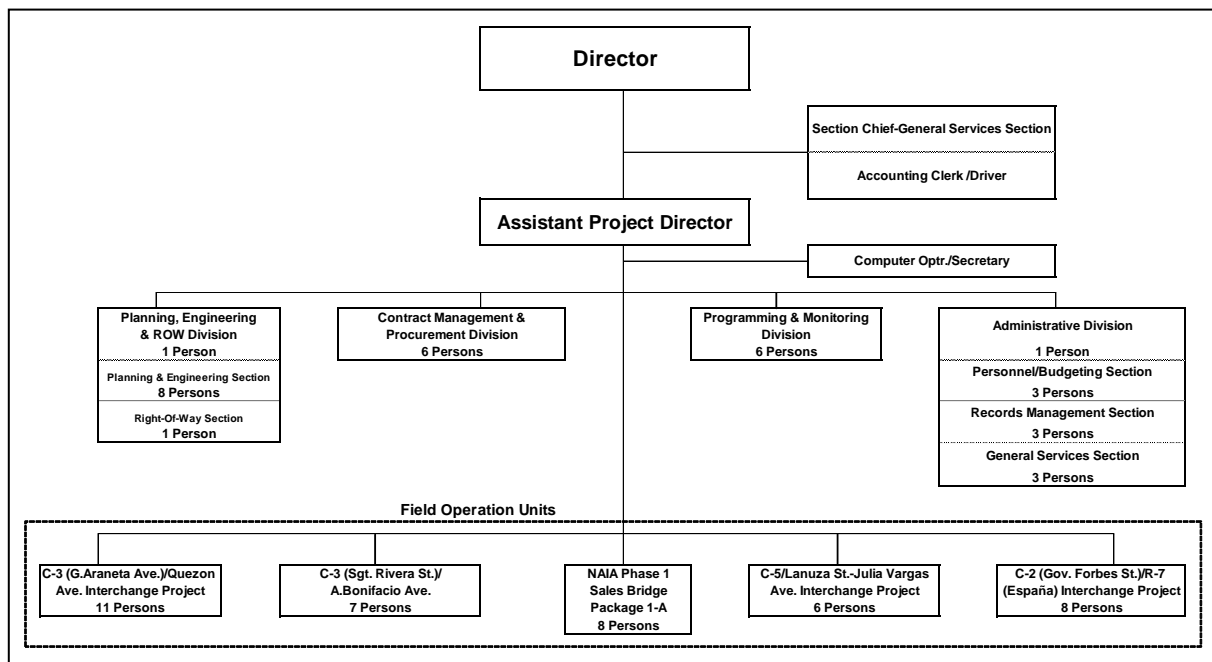 Director
Section Chief-General Services Section
Accounting Clerk /Driver
Assistant Project Director
Computer Optr./Secretary
Planning, Engineering
& ROW Division
1 Person
Planning & Engineering Section
8 Persons
Right-Of-Way Section
1 Person
Contract Management &
Procurement Division
6 Persons
Programming & Monitoring
Division
6 Persons
Administrative Division
1 Person
Personnel/Budgeting Section
3 Persons
Records Management Section
3 Persons
General Services Section
3 Persons
Field Operation Units
C-3 (G.Araneta Ave.)/Quezon
Ave. Interchange Project
11 Persons
C-3 (Sgt. Rivera St.)/
A.Bonifacio Ave.
7 Persons
NAIA Phase 1
Sales Bridge
Package 1-A
8 Persons
C-5/Lanuza St.-Julia Vargas
Ave. Interchange Project
6 Persons
C-2 (Gov. Forbes St.)/R-7
(España) Interchange Project
8 Persons